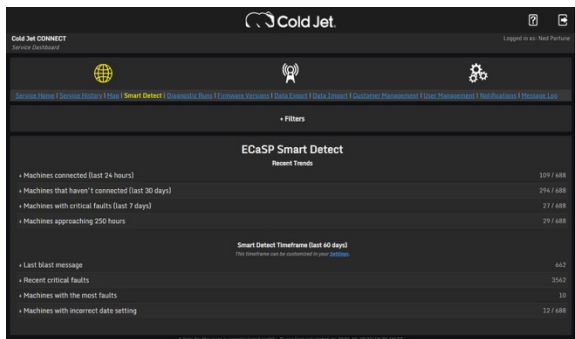 Cold Jet.
Cold Jet CONNECT
Service Dashboard
Logged in as: Ned Partune
Service Home | Service History | Map | Smart Detect | Diagnostic Runs | Firmware Versions | Data Export | Data Import | Customer Management | User Management | Notifications | Message Log
+ Filters
ECaSP Smart Detect
Recent Trends
+ Machines connected (last 24 hours) 109 / 688
+ Machines that haven't connected (last 30 days) 294 / 688
+ Machines with critical faults (last 7 days) 27 / 688
+ Machines approaching 250 hours 29 / 688
Smart Detect Timeframe (last 60 days)
This timeframe can be customized in your Settings.
+ Last blast message 662
+ Recent critical faults 3562
+ Machines with the most faults 10
+ Machines with incorrect date setting 12 / 688